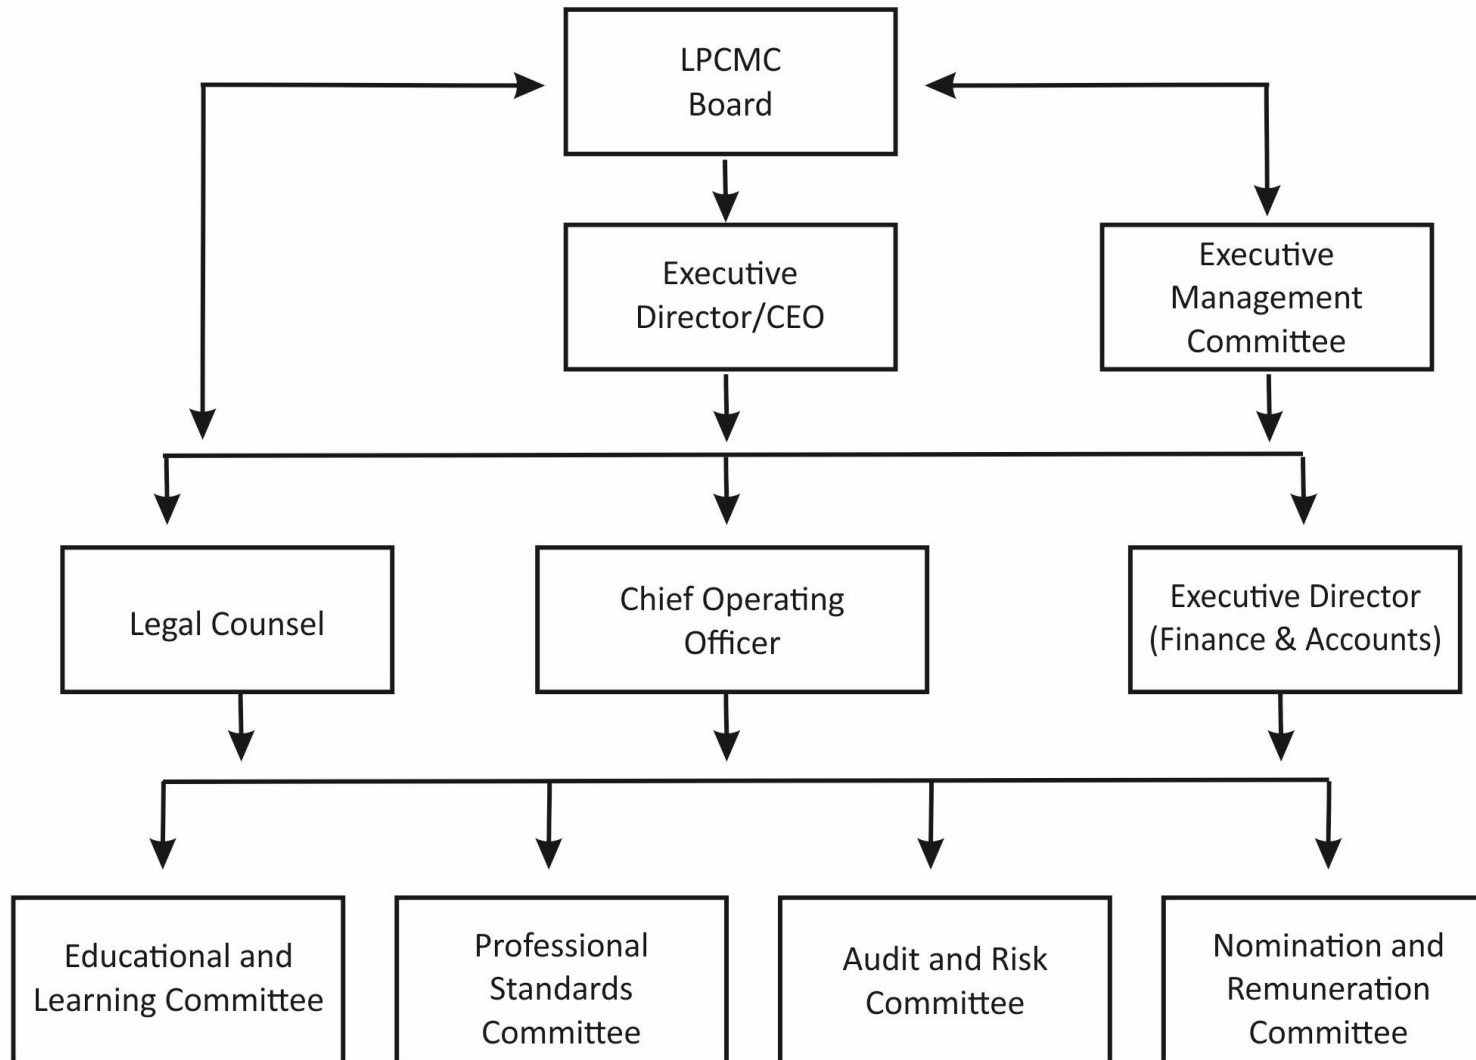 LPCMC
Board
Executive
Director/CEO
Executive
Management
Committee
Legal Counsel
Chief Operating
Officer
Executive Director
(Finance & Accounts)
Educational and
Learning Committee
Professional
Standards
Committee
Audit and Risk
Committee
Nomination and
Remuneration
Committee